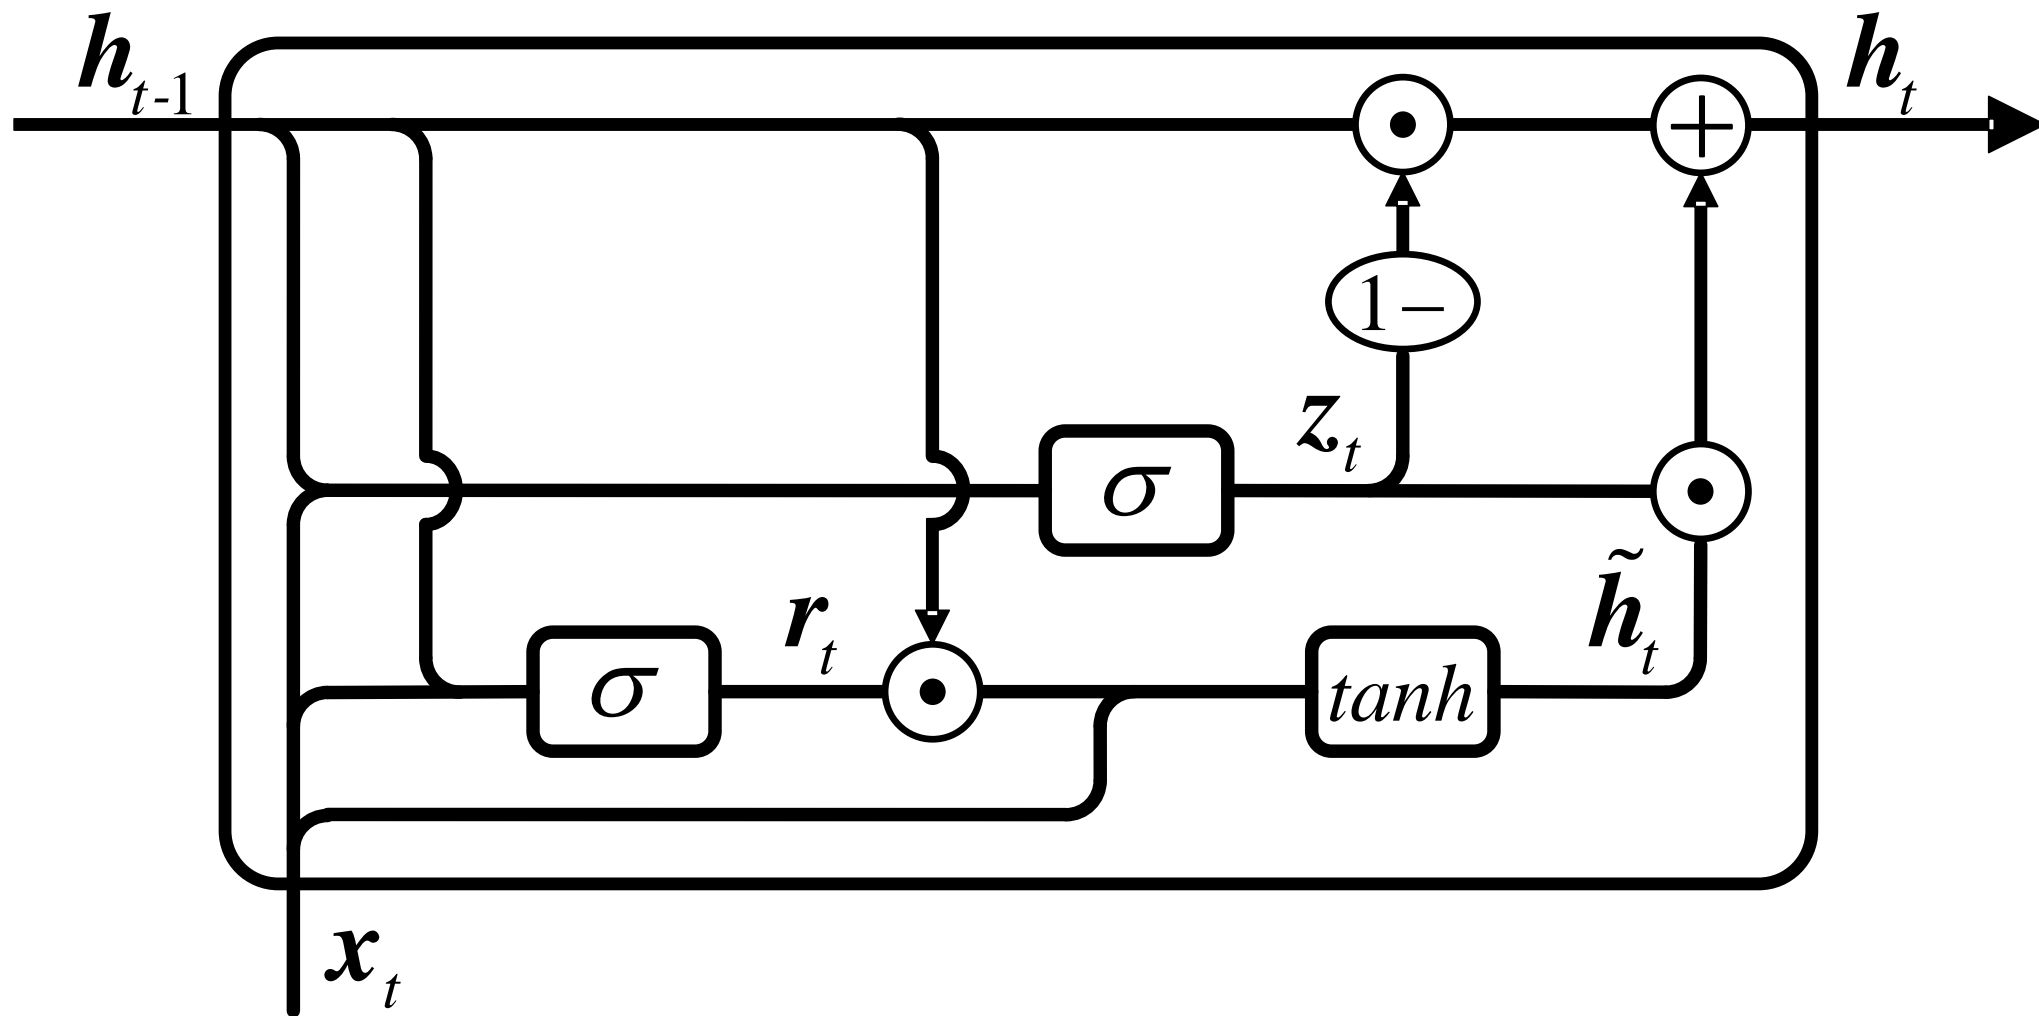 h_{t-1}
h_t
1−
z_t
σ
r_t
h̃_t
σ
tanh
x_t